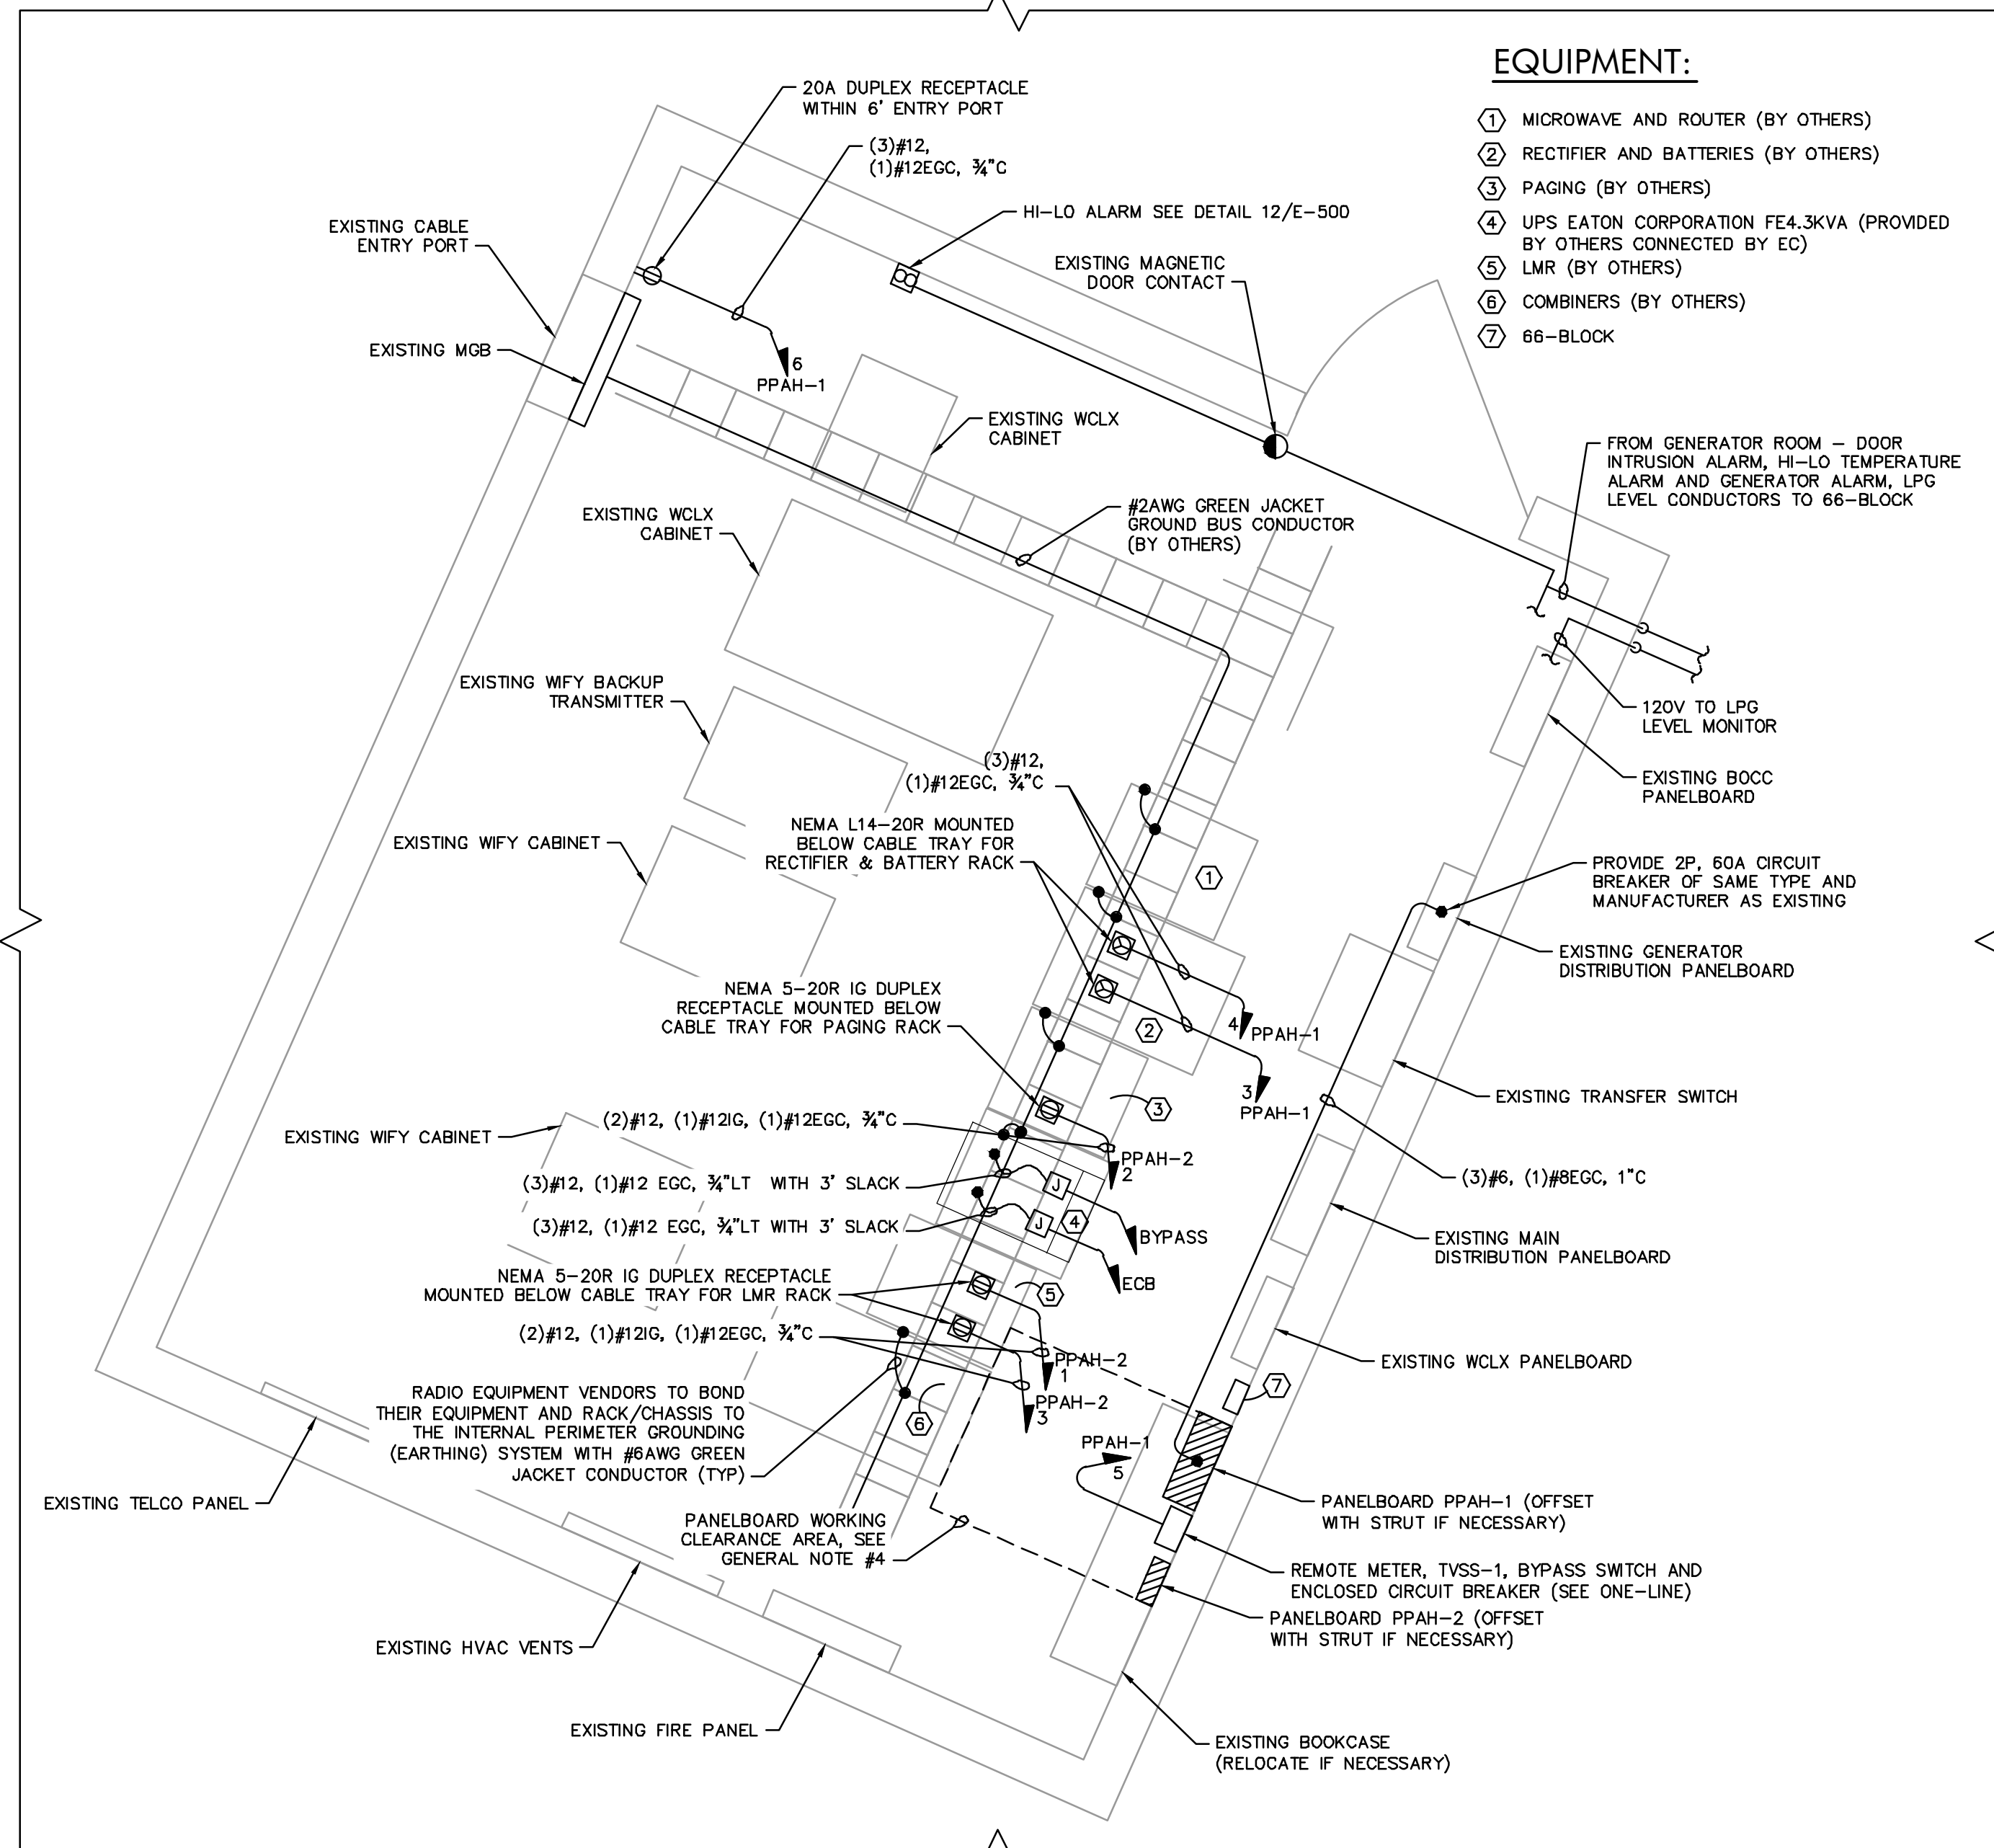 EQUIPMENT:
1 MICROWAVE AND ROUTER (BY OTHERS)
2 RECTIFIER AND BATTERIES (BY OTHERS)
3 PAGING (BY OTHERS)
4 UPS EATON CORPORATION FE4.3KVA (PROVIDED
BY OTHERS CONNECTED BY EC)
5 LMR (BY OTHERS)
6 COMBINERS (BY OTHERS)
7 66-BLOCK
20A DUPLEX RECEPTACLE
WITHIN 6' ENTRY PORT
(3)#12,
(1)#12EGC, ¾"C
HI-LO ALARM SEE DETAIL 12/E-500
EXISTING CABLE
ENTRY PORT
EXISTING MAGNETIC
DOOR CONTACT
EXISTING MGB
6
PPAH-1
EXISTING WCLX
CABINET
FROM GENERATOR ROOM - DOOR
INTRUSION ALARM, HI-LO TEMPERATURE
ALARM AND GENERATOR ALARM, LPG
LEVEL CONDUCTORS TO 66-BLOCK
EXISTING WCLX
CABINET
#2AWG GREEN JACKET
GROUND BUS CONDUCTOR
(BY OTHERS)
EXISTING WIFY BACKUP
TRANSMITTER
120V TO LPG
LEVEL MONITOR
(3)#12,
(1)#12EGC, ¾"C
EXISTING BOCC
PANELBOARD
NEMA L14-20R MOUNTED
BELOW CABLE TRAY FOR
RECTIFIER & BATTERY RACK
EXISTING WIFY CABINET
1
PROVIDE 2P, 60A CIRCUIT
BREAKER OF SAME TYPE AND
MANUFACTURER AS EXISTING
EXISTING GENERATOR
DISTRIBUTION PANELBOARD
NEMA 5-20R IG DUPLEX
RECEPTACLE MOUNTED BELOW
CABLE TRAY FOR PAGING RACK
2
4
PPAH-1
3
PPAH-1
EXISTING TRANSFER SWITCH
3
(2)#12, (1)#12IG, (1)#12EGC, ¾"C
EXISTING WIFY CABINET
PPAH-2
2
(3)#12, (1)#12 EGC, ¾"LT WITH 3' SLACK
J
(3)#6, (1)#8EGC, 1"C
(3)#12, (1)#12 EGC, ¾"LT WITH 3' SLACK
J
4
BYPASS
EXISTING MAIN
DISTRIBUTION PANELBOARD
ECB
NEMA 5-20R IG DUPLEX RECEPTACLE
MOUNTED BELOW CABLE TRAY FOR LMR RACK
5
(2)#12, (1)#12IG, (1)#12EGC, ¾"C
PPAH-2
1
EXISTING WCLX PANELBOARD
7
PPAH-2
3
RADIO EQUIPMENT VENDORS TO BOND
THEIR EQUIPMENT AND RACK/CHASSIS TO
THE INTERNAL PERIMETER GROUNDING
(EARTHING) SYSTEM WITH #6AWG GREEN
JACKET CONDUCTOR (TYP)
6
PPAH-1
5
EXISTING TELCO PANEL
PANELBOARD PPAH-1 (OFFSET
WITH STRUT IF NECESSARY)
PANELBOARD WORKING
CLEARANCE AREA, SEE
GENERAL NOTE #4
REMOTE METER, TVSS-1, BYPASS SWITCH AND
ENCLOSED CIRCUIT BREAKER (SEE ONE-LINE)
PANELBOARD PPAH-2 (OFFSET
WITH STRUT IF NECESSARY)
EXISTING HVAC VENTS
EXISTING FIRE PANEL
EXISTING BOOKCASE
(RELOCATE IF NECESSARY)